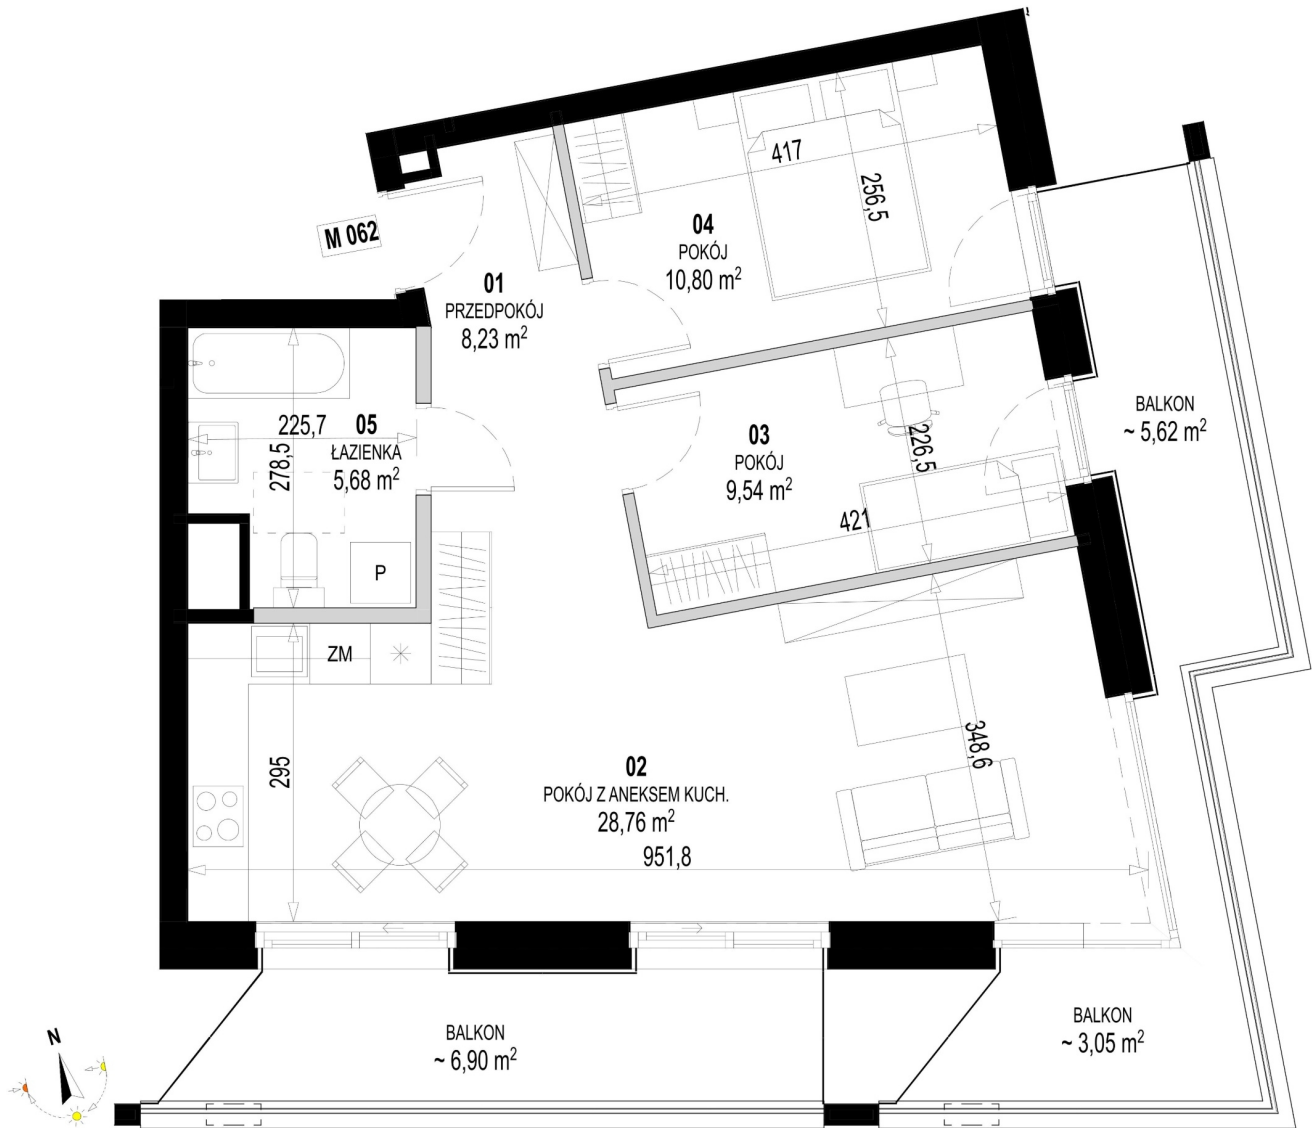 417
256,5
04
POKÓJ
10,80 m²
M 062
01
PRZEDPOKÓJ
8,23 m²
BALKON
~ 5,62 m²
225,7
05
ŁAZIENKA
5,68 m²
278,5
03
POKÓJ
9,54 m²
226,5
421
P
ZM
295
348,6
02
POKÓJ Z ANEKSEM KUCH.
28,76 m²
951,8
N
BALKON
~ 6,90 m²
BALKON
~ 3,05 m²